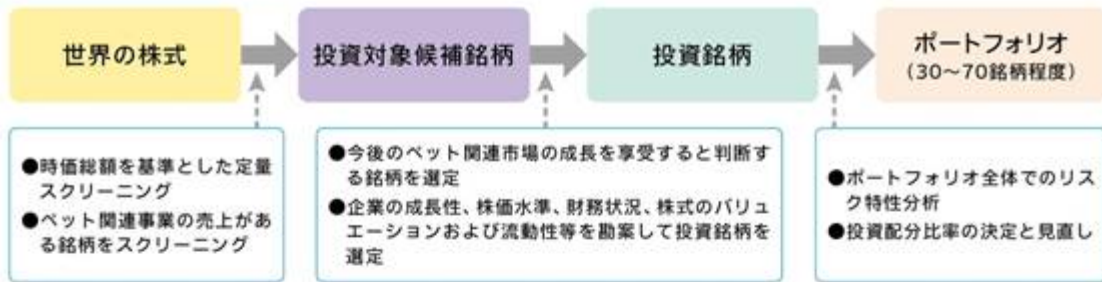 世界の株式
投資対象候補銘柄
投資銘柄
ポートフォリオ
(30〜70銘柄程度)
●時価総額を基準とした定量
スクリーニング
●ペット関連事業の売上があ
る銘柄をスクリーニング
●今後のペット関連市場の成長を享受すると判断す
る銘柄を選定
●企業の成長性、株価水準、財務状況、株式のバリュ
エーションおよび流動性等を勘案して投資銘柄を
選定
●ポートフォリオ全体でのリス
ク特性分析
●投資配分比率の決定と見直し